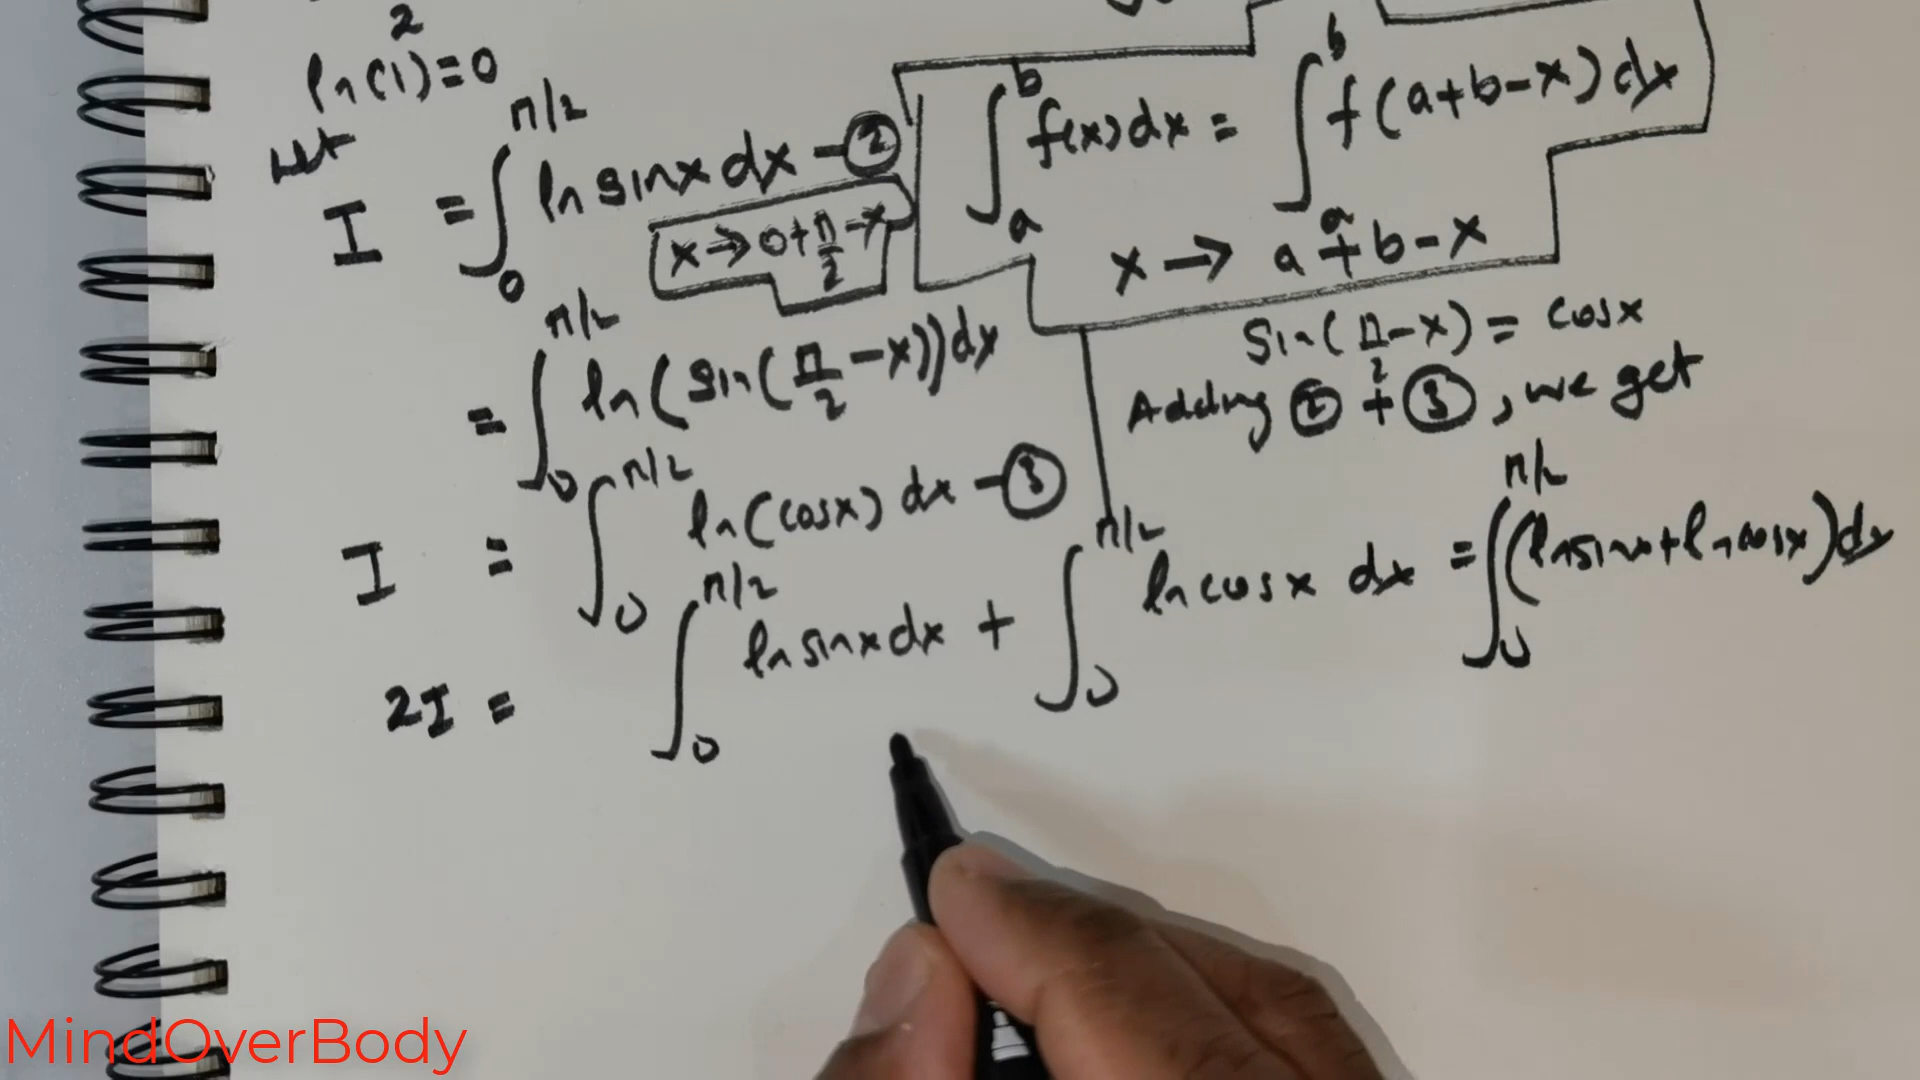 2
ln(1)=0
Let
I = ∫₀^π/2 ln sinx dx - ②
x → 0+π/2-x
∫ₐᵇ f(x)dx = ∫ₐᵇ f(a+b-x)dx
x → a+b-x
= ∫₀^π/2 ln(sin(π/2-x))dx
Sin(π/2-x) = cosx
Adding ② + ③, we get
I = ∫₀^π/2 ln(cosx) dx - ③
2I = ∫₀^π/2 ln sinx dx + ∫₀^π/2 ln cosx dx = ∫₀^π/2 (ln sinx + ln cosx)dx
MindOverBody